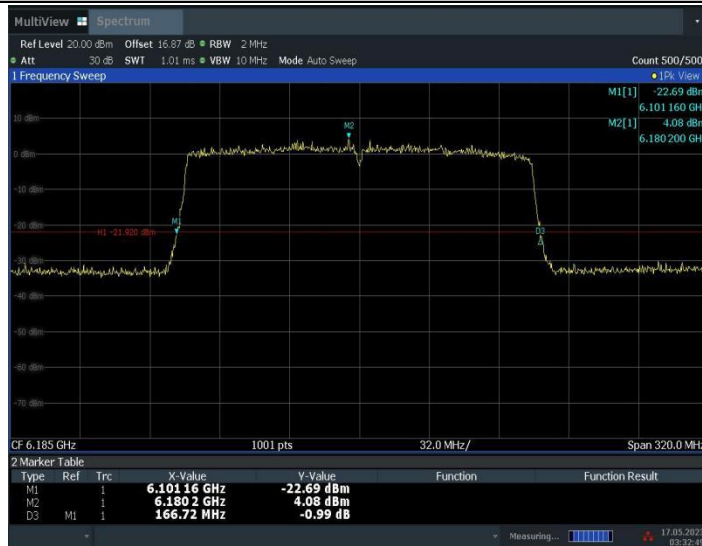 MultiView Spectrum
Ref Level 20.00 dBm Offset 16.87 dB RBW 2 MHz
Att 30 dB SWT 1.01 ms VBW 10 MHz Mode Auto Sweep Count 500/500
1 Frequency Sweep 1Pk View
M1[1] -22.69 dBm
6.101 160 GHz
M2[1] 4.08 dBm
6.180 200 GHz
10 dBm
M2
0 dBm
-10 dBm
-20 dBm
M1
H1 -21.920 dBm
D3
-30 dBm
-40 dBm
-50 dBm
-60 dBm
-70 dBm
CF 6.185 GHz 1001 pts 32.0 MHz/ Span 320.0 MHz
2 Marker Table
Type Ref Trc X-Value Y-Value Function Function Result
M1 1 6.101 16 GHz -22.69 dBm
M2 1 6.180 2 GHz 4.08 dBm
D3 M1 1 166.72 MHz -0.99 dB
Measuring... 17.05.2023
03:32:49